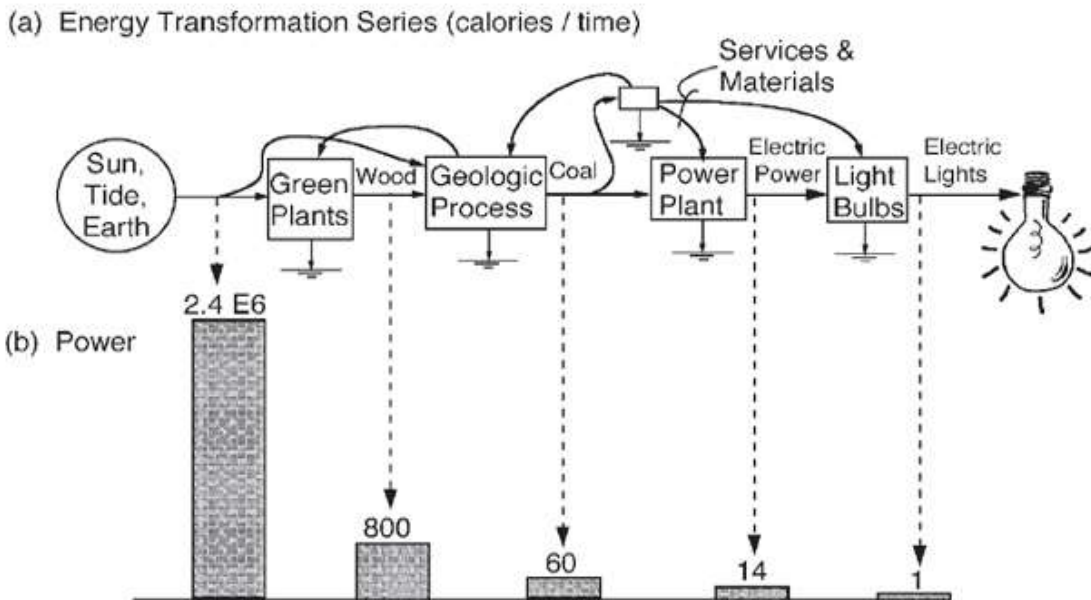 (a) Energy Transformation Series (calories / time)
Services &
Materials
Sun,
Tide,
Earth
Green
Plants
Wood
Geologic
Process
Coal
Power
Plant
Electric
Power
Light
Bulbs
Electric
Lights
2.4 E6
(b) Power
800
60
14
1